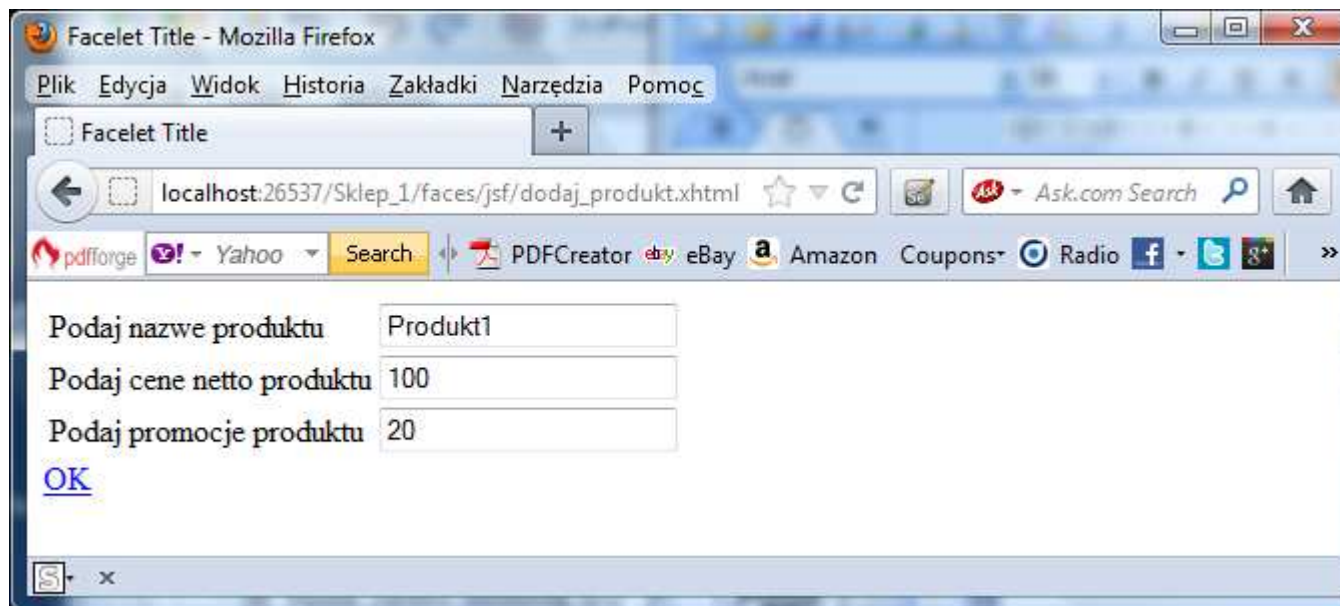 Facelet Title - Mozilla Firefox
Plik Edycja Widok Historia Zakładki Narzędzia Pomoc
Facelet Title +
localhost:26537/Sklep_1/faces/jsf/dodaj_produkt.xhtml Ask Ask.com Search
pdfforge Y! Yahoo Search PDFCreator ebay eBay a Amazon Coupons Radio f g+ »
Podaj nazwe produktu Produkt1
Podaj cene netto produktu 100
Podaj promocje produktu 20
OK
S x